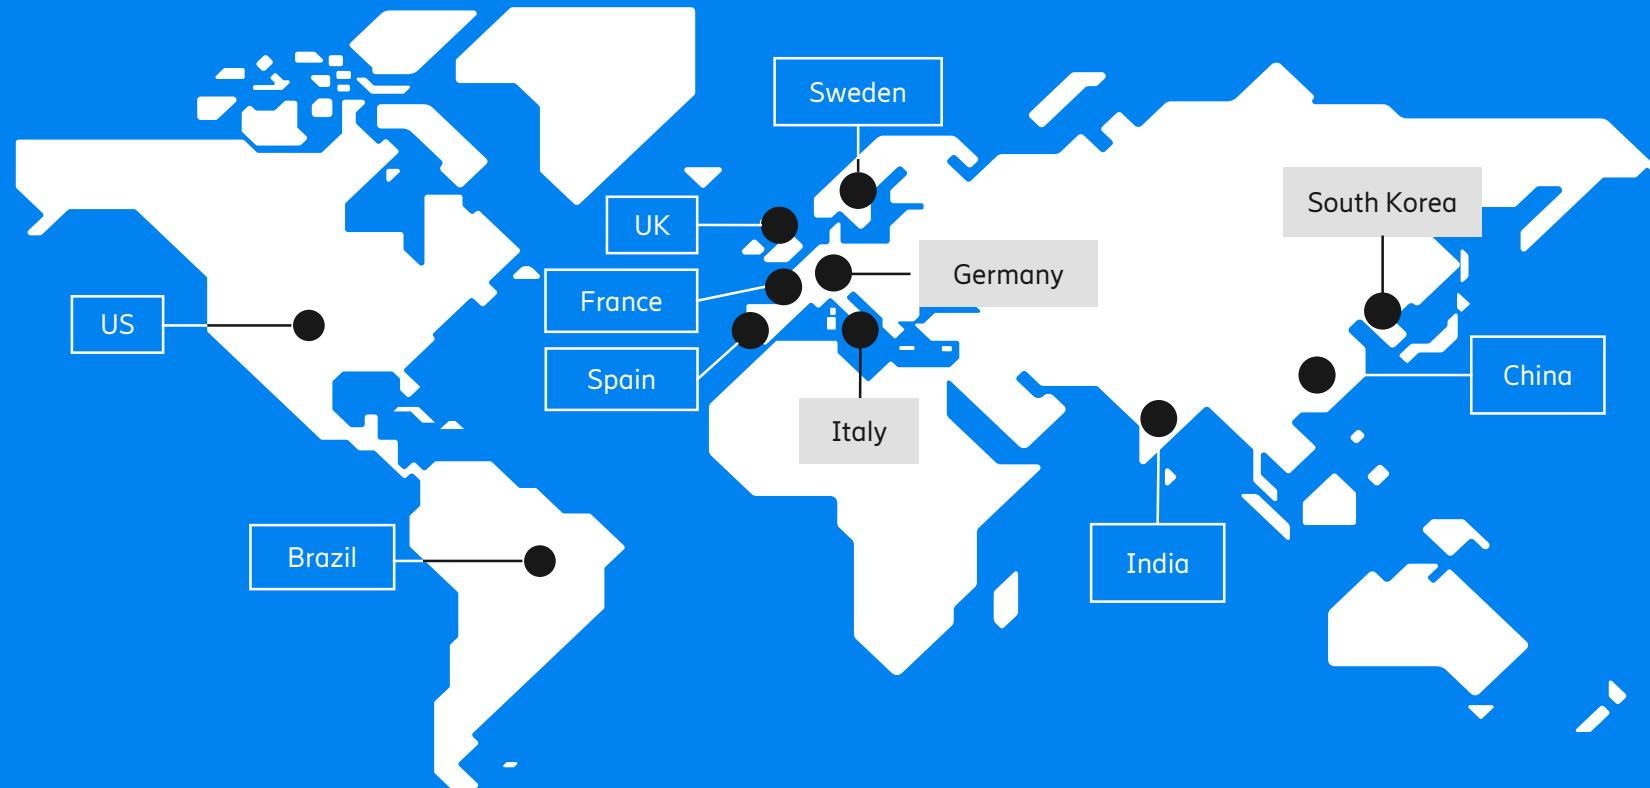 Sweden
South Korea
UK
Germany
France
US
Spain
China
Italy
Brazil
India